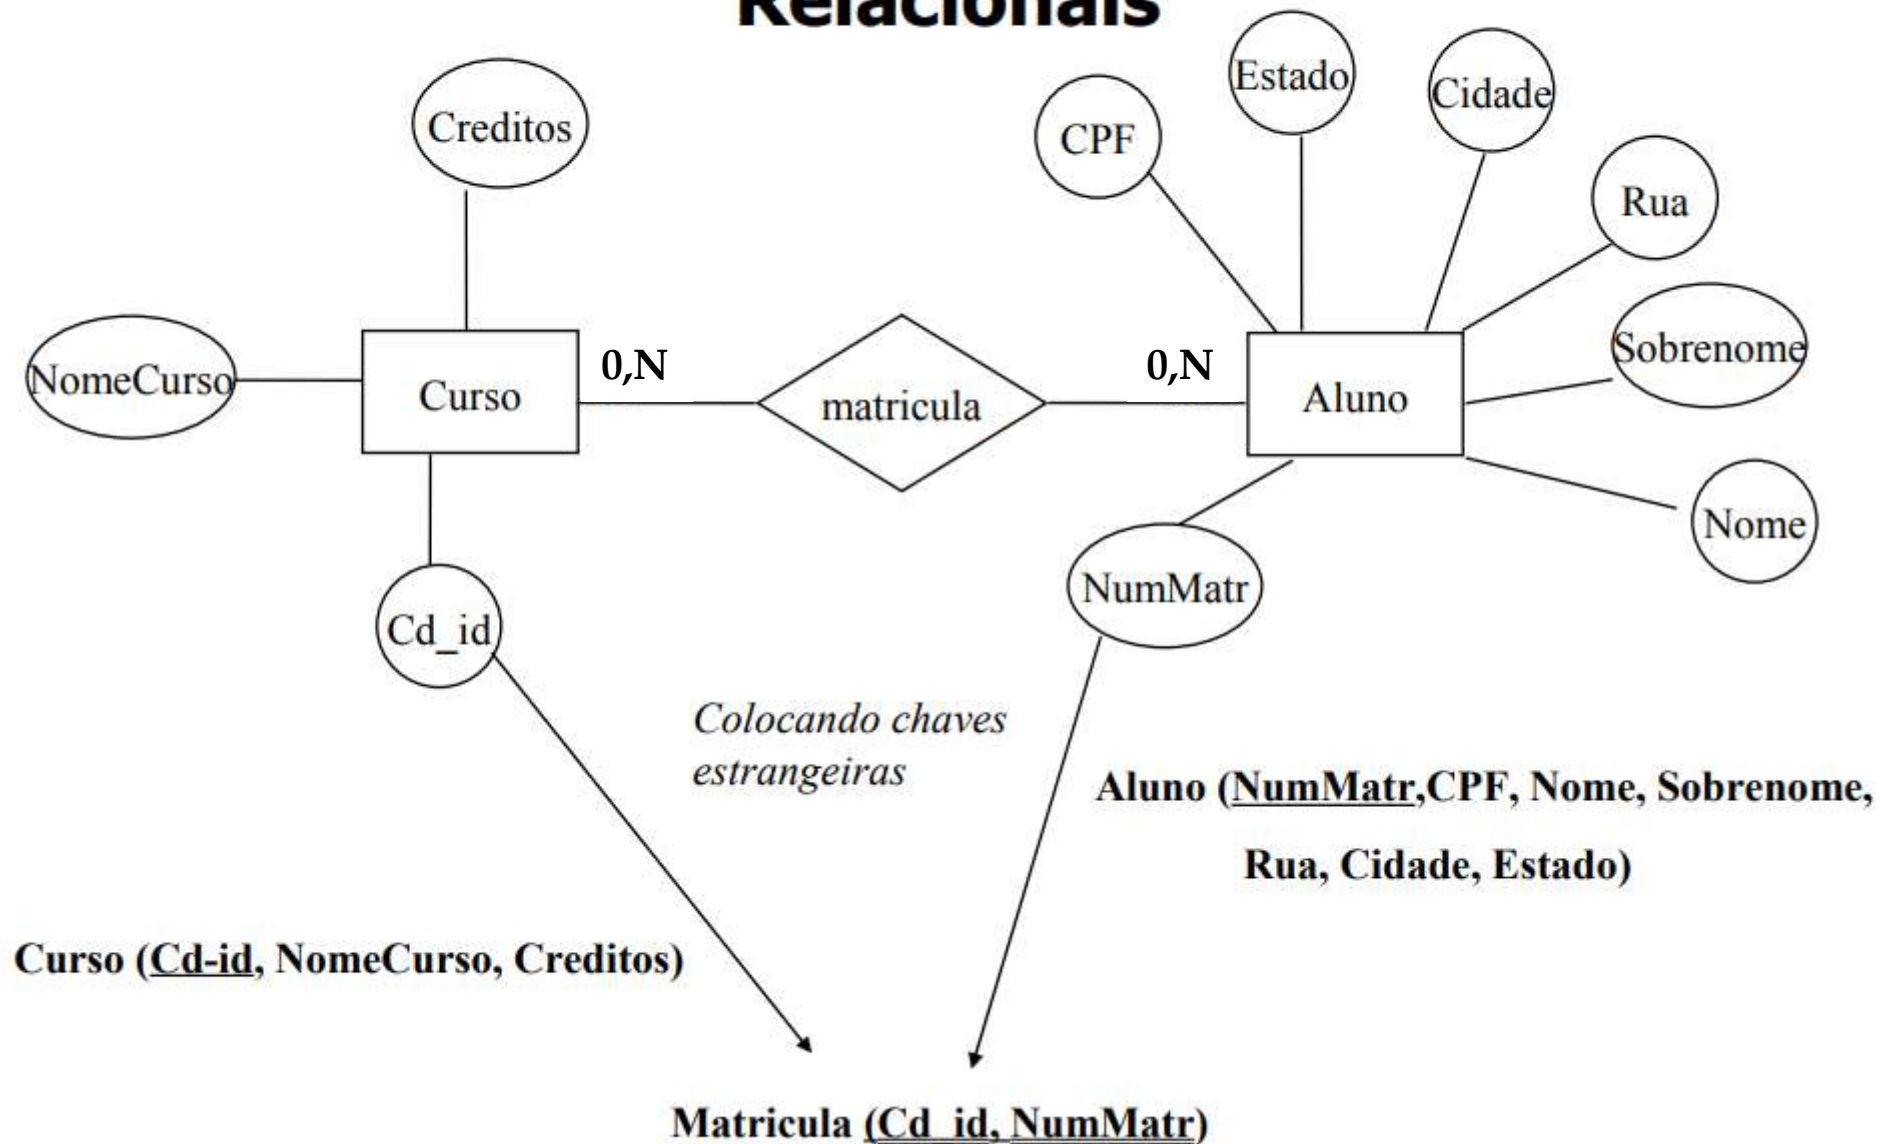 Relacionais
Estado
Cidade
Creditos
CPF
Rua
Sobrenome
NomeCurso
Curso
0,N
matricula
0,N
Aluno
Nome
NumMatr
Cd_id
Colocando chaves
estrangeiras
Aluno (NumMatr,CPF, Nome, Sobrenome,
Rua, Cidade, Estado)
Curso (Cd-id, NomeCurso, Creditos)
Matricula (Cd_id, NumMatr)